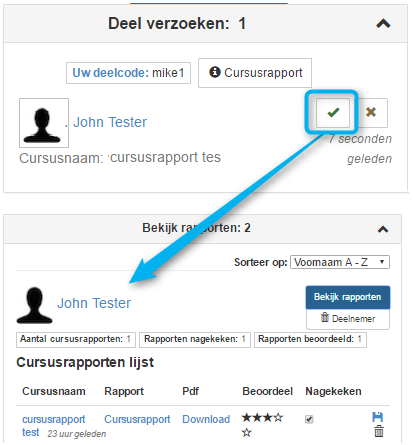 Deel verzoeken: 1
Uw deelcode: mike1 Cursusrapport
. John Tester
Cursusnaam: cursusrapport tes
7 seconden
geleden
Bekijk rapporten: 2
Sorteer op: Voornaam A - Z
John Tester
Bekijk rapporten
Deelnemer
Aantal cursusrapporten: 1 Rapporten nagekeken: 1 Rapporten beoordeeld: 1
Cursusrapporten lijst
Cursusnaam Rapport Pdf Beoordeel Nagekeken
cursusrapport Cursusrapport Download ★★★☆
test 23 uur geleden ☆